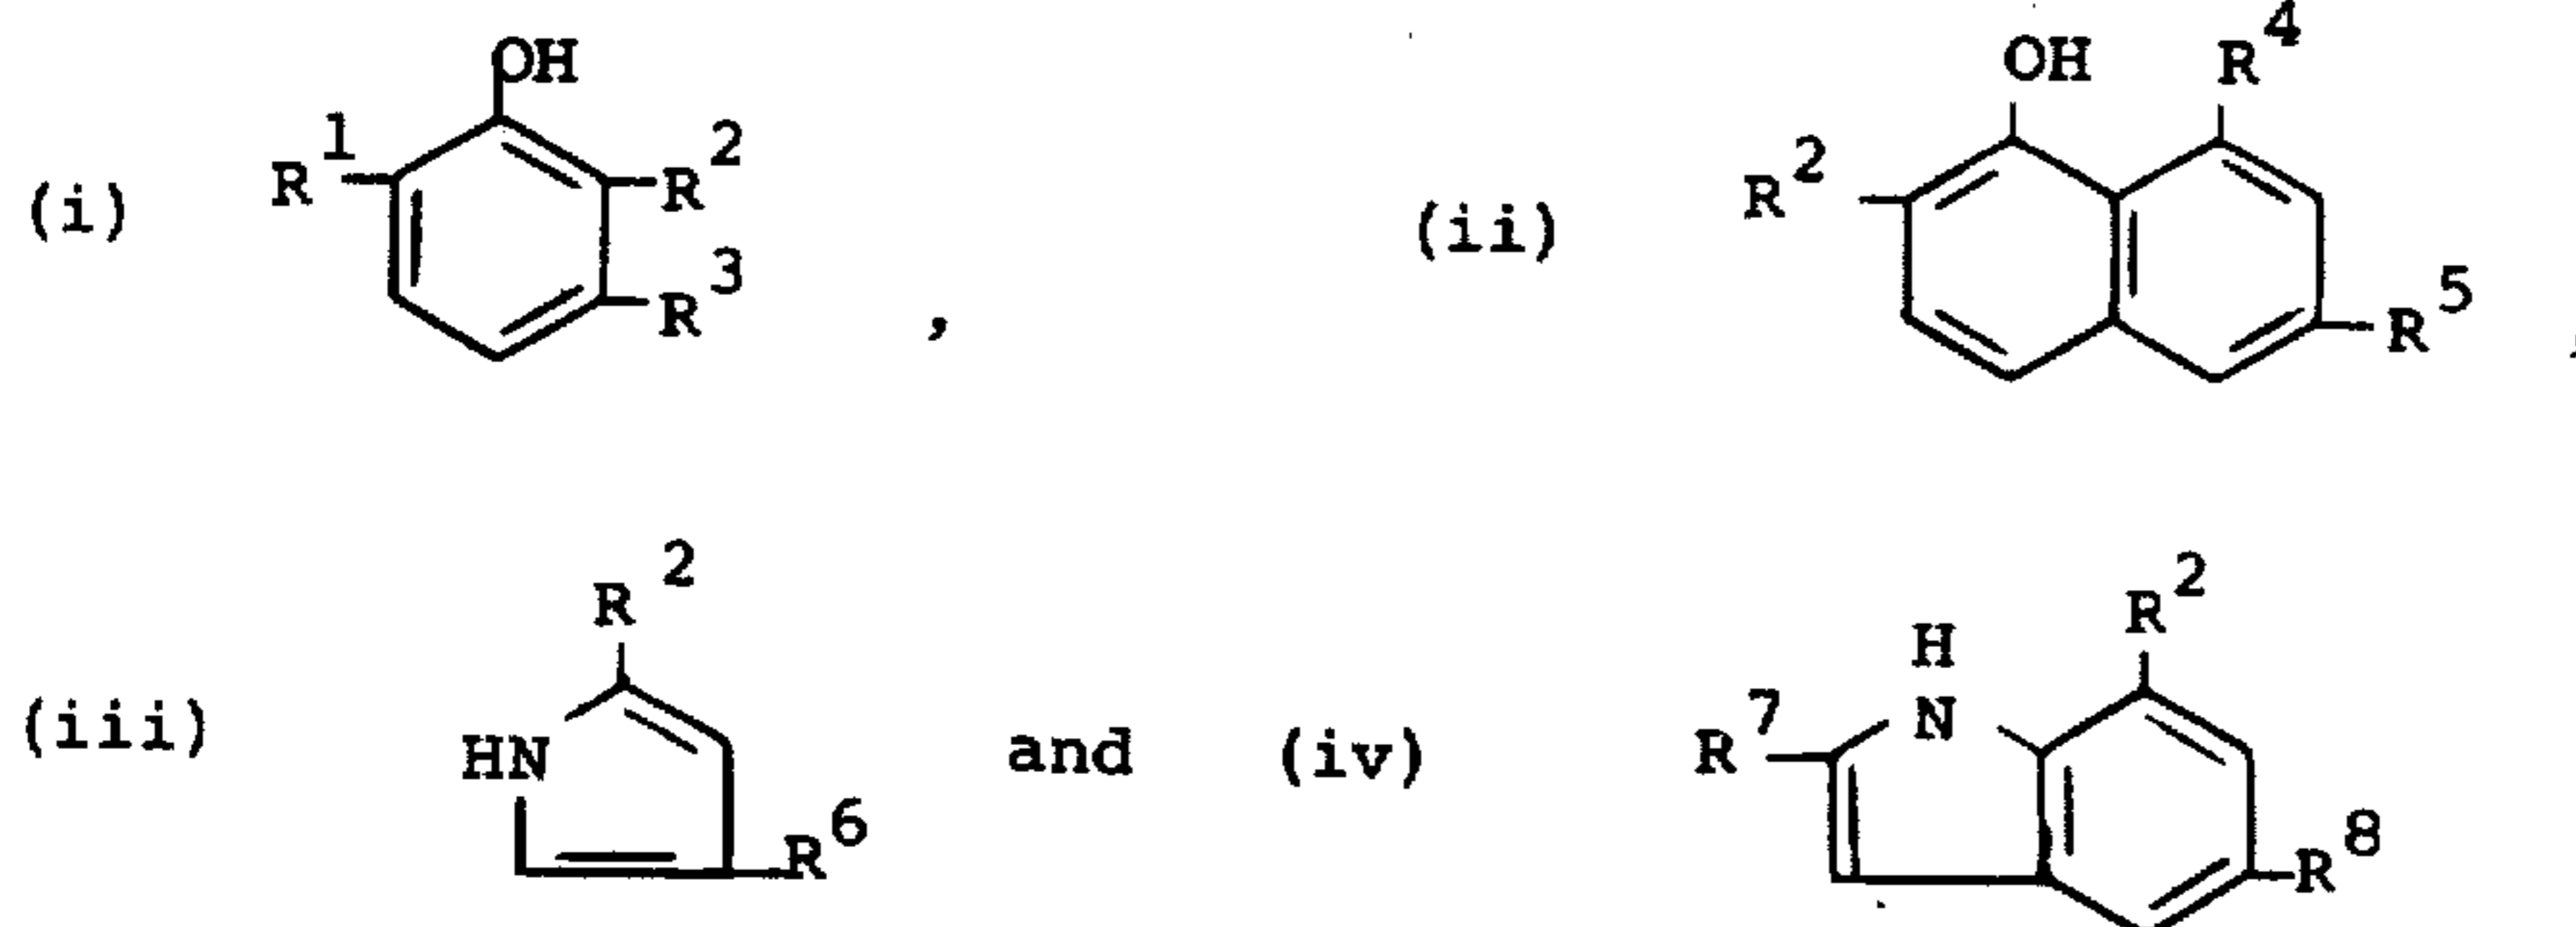 (i) R1 OH R2 R3 ,
(ii) R2 OH R4 R5 ,
(iii) HN R2 R6 and
(iv) R7 H N R2 R8